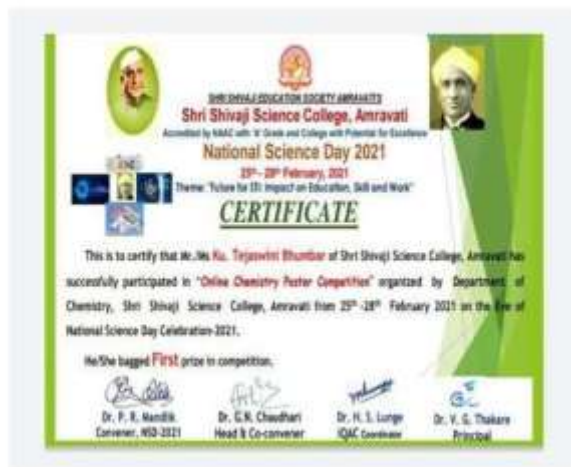 SHRI SHIVAJI EDUCATION SOCIETY AMRAVATI'S
Shri Shivaji Science College, Amravati
Accredited by NAAC with 'A' Grade and College with Potential for Excellence
National Science Day 2021
25th- 28th February, 2021
Theme: "Future for STI: Impact on Education, Skill and Work"
CERTIFICATE
This is to certify that Mr./Ms Ku. Tejaswini Bhumbar of Shri Shivaji Science College, Amravati has
successfully participated in "Online Chemistry Poster Competition" organized by Department of
Chemistry, Shri Shivaji Science College, Amravati from 25th -28th February 2021 on the Eve of
National Science Day Celebration-2021.
He/She bagged First prize in competition.
Dr. P. R. Mandlik
Convener, NSD-2021
Dr. G.N. Chaudhari
Head & Co-convener
Dr. H. S. Lunge
IQAC Coordinator
Dr. V. G. Thakare
Principal